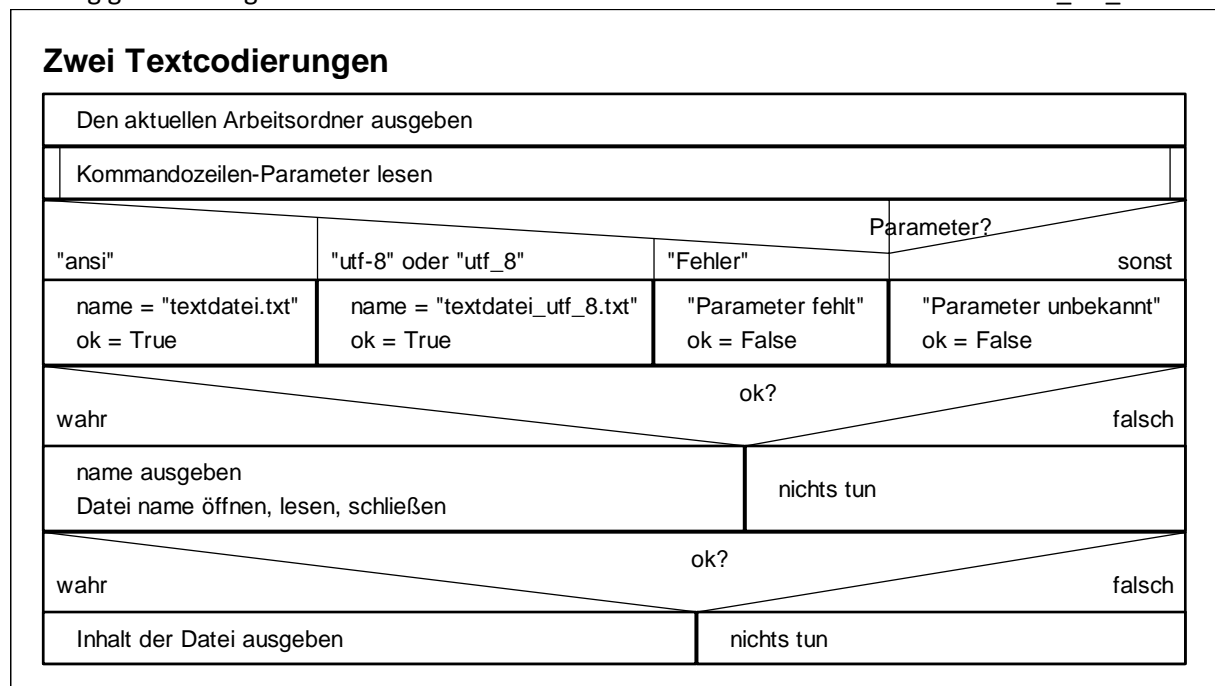 Zwei Textcodierungen
Den aktuellen Arbeitsordner ausgeben
Kommandozeilen-Parameter lesen
Parameter?
"ansi" "utf-8" oder "utf_8" "Fehler" sonst
name = "textdatei.txt" name = "textdatei_utf_8.txt" "Parameter fehlt" "Parameter unbekannt"
ok = True ok = True ok = False ok = False
ok?
wahr falsch
name ausgeben
Datei name öffnen, lesen, schließen
nichts tun
ok?
wahr falsch
Inhalt der Datei ausgeben nichts tun